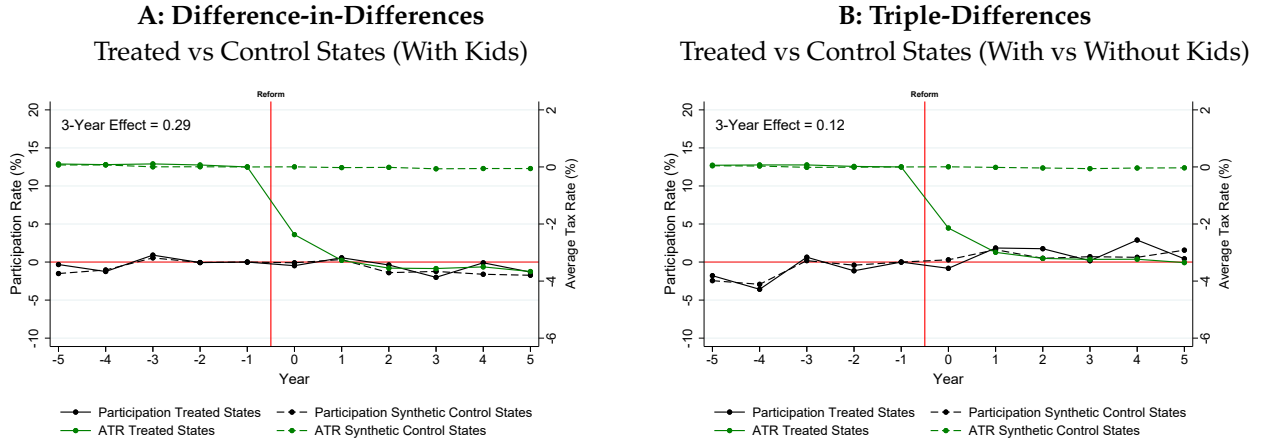 A: Difference-in-Differences
Treated vs Control States (With Kids)
Reform
3-Year Effect = 0.29
Participation Rate (%)
20
15
10
5
0
-5
-10
Average Tax Rate (%)
2
0
-2
-4
-6
-5 -4 -3 -2 -1 0 1 2 3 4 5
Year
Participation Treated States
Participation Synthetic Control States
ATR Treated States
ATR Synthetic Control States
B: Triple-Differences
Treated vs Control States (With vs Without Kids)
Reform
3-Year Effect = 0.12
Participation Rate (%)
20
15
10
5
0
-5
-10
Average Tax Rate (%)
2
0
-2
-4
-6
-5 -4 -3 -2 -1 0 1 2 3 4 5
Year
Participation Treated States
Participation Synthetic Control States
ATR Treated States
ATR Synthetic Control States